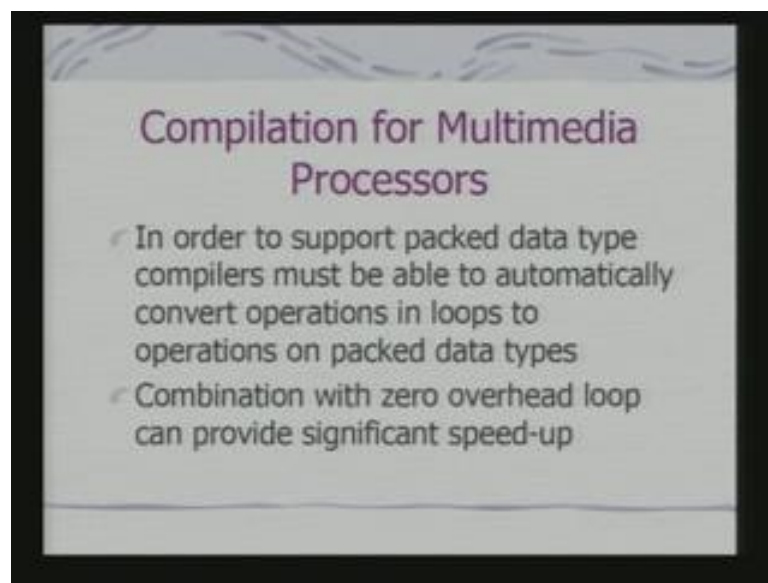 Compilation for Multimedia
Processors
In order to support packed data type
compilers must be able to automatically
convert operations in loops to
operations on packed data types
Combination with zero overhead loop
can provide significant speed-up